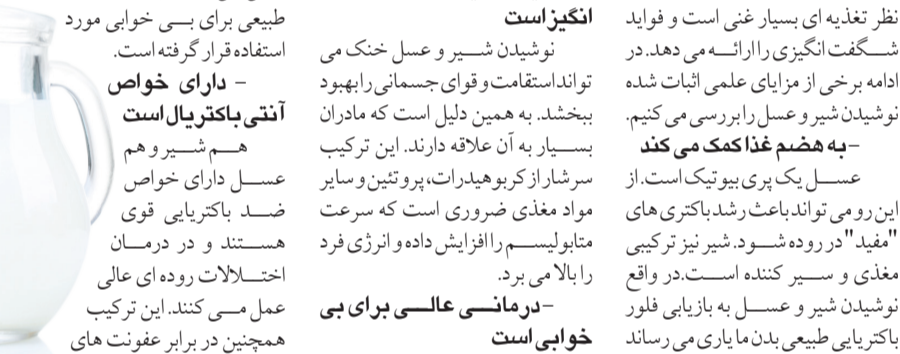 نظر تغذیه ای بسیار غنی است و فواید
شگفت انگیزی را ارائه می دهد. در
ادامه برخی از مزایای علمی اثبات شده
نوشیدن شیر و عسل را بررسی می کنیم.
-به هضم غذا کمک می کند
عسل یک پری بیوتیک است. از
این رو می تواند باعث رشد باکتری های
"مفید" در روده شود. شیر نیز ترکیبی
مغذی و سیر کننده است.در واقع
نوشیدن شیر و عسل به بازیابی فلور
باکتریایی طبیعی بدن ما یاری می رساند
انگیز است
نوشیدن شیر و عسل خنک می
تواند استقامت و قوای جسمانی را بهبود
ببخشد. به همین دلیل است که مادران
بسیار به آن علاقه دارند. این ترکیب
سرشار از کربوهیدرات، پروتئین و سایر
مواد مغذی ضروری است که سرعت
متابولیسم را افزایش داده و انرژی فرد
را بالا می برد.
-درمانی عالی برای بی
خوابی است
طبیعی برای بی خوابی مورد
استفاده قرار گرفته است.
- دارای خواص
آنتی باکتریال است
هم شیر و هم
عسل دارای خواص
ضد باکتریایی قوی
هستند و در درمان
اختلالات روده ای عالی
عمل می کنند. این ترکیب
همچنین در برابر عفونت های